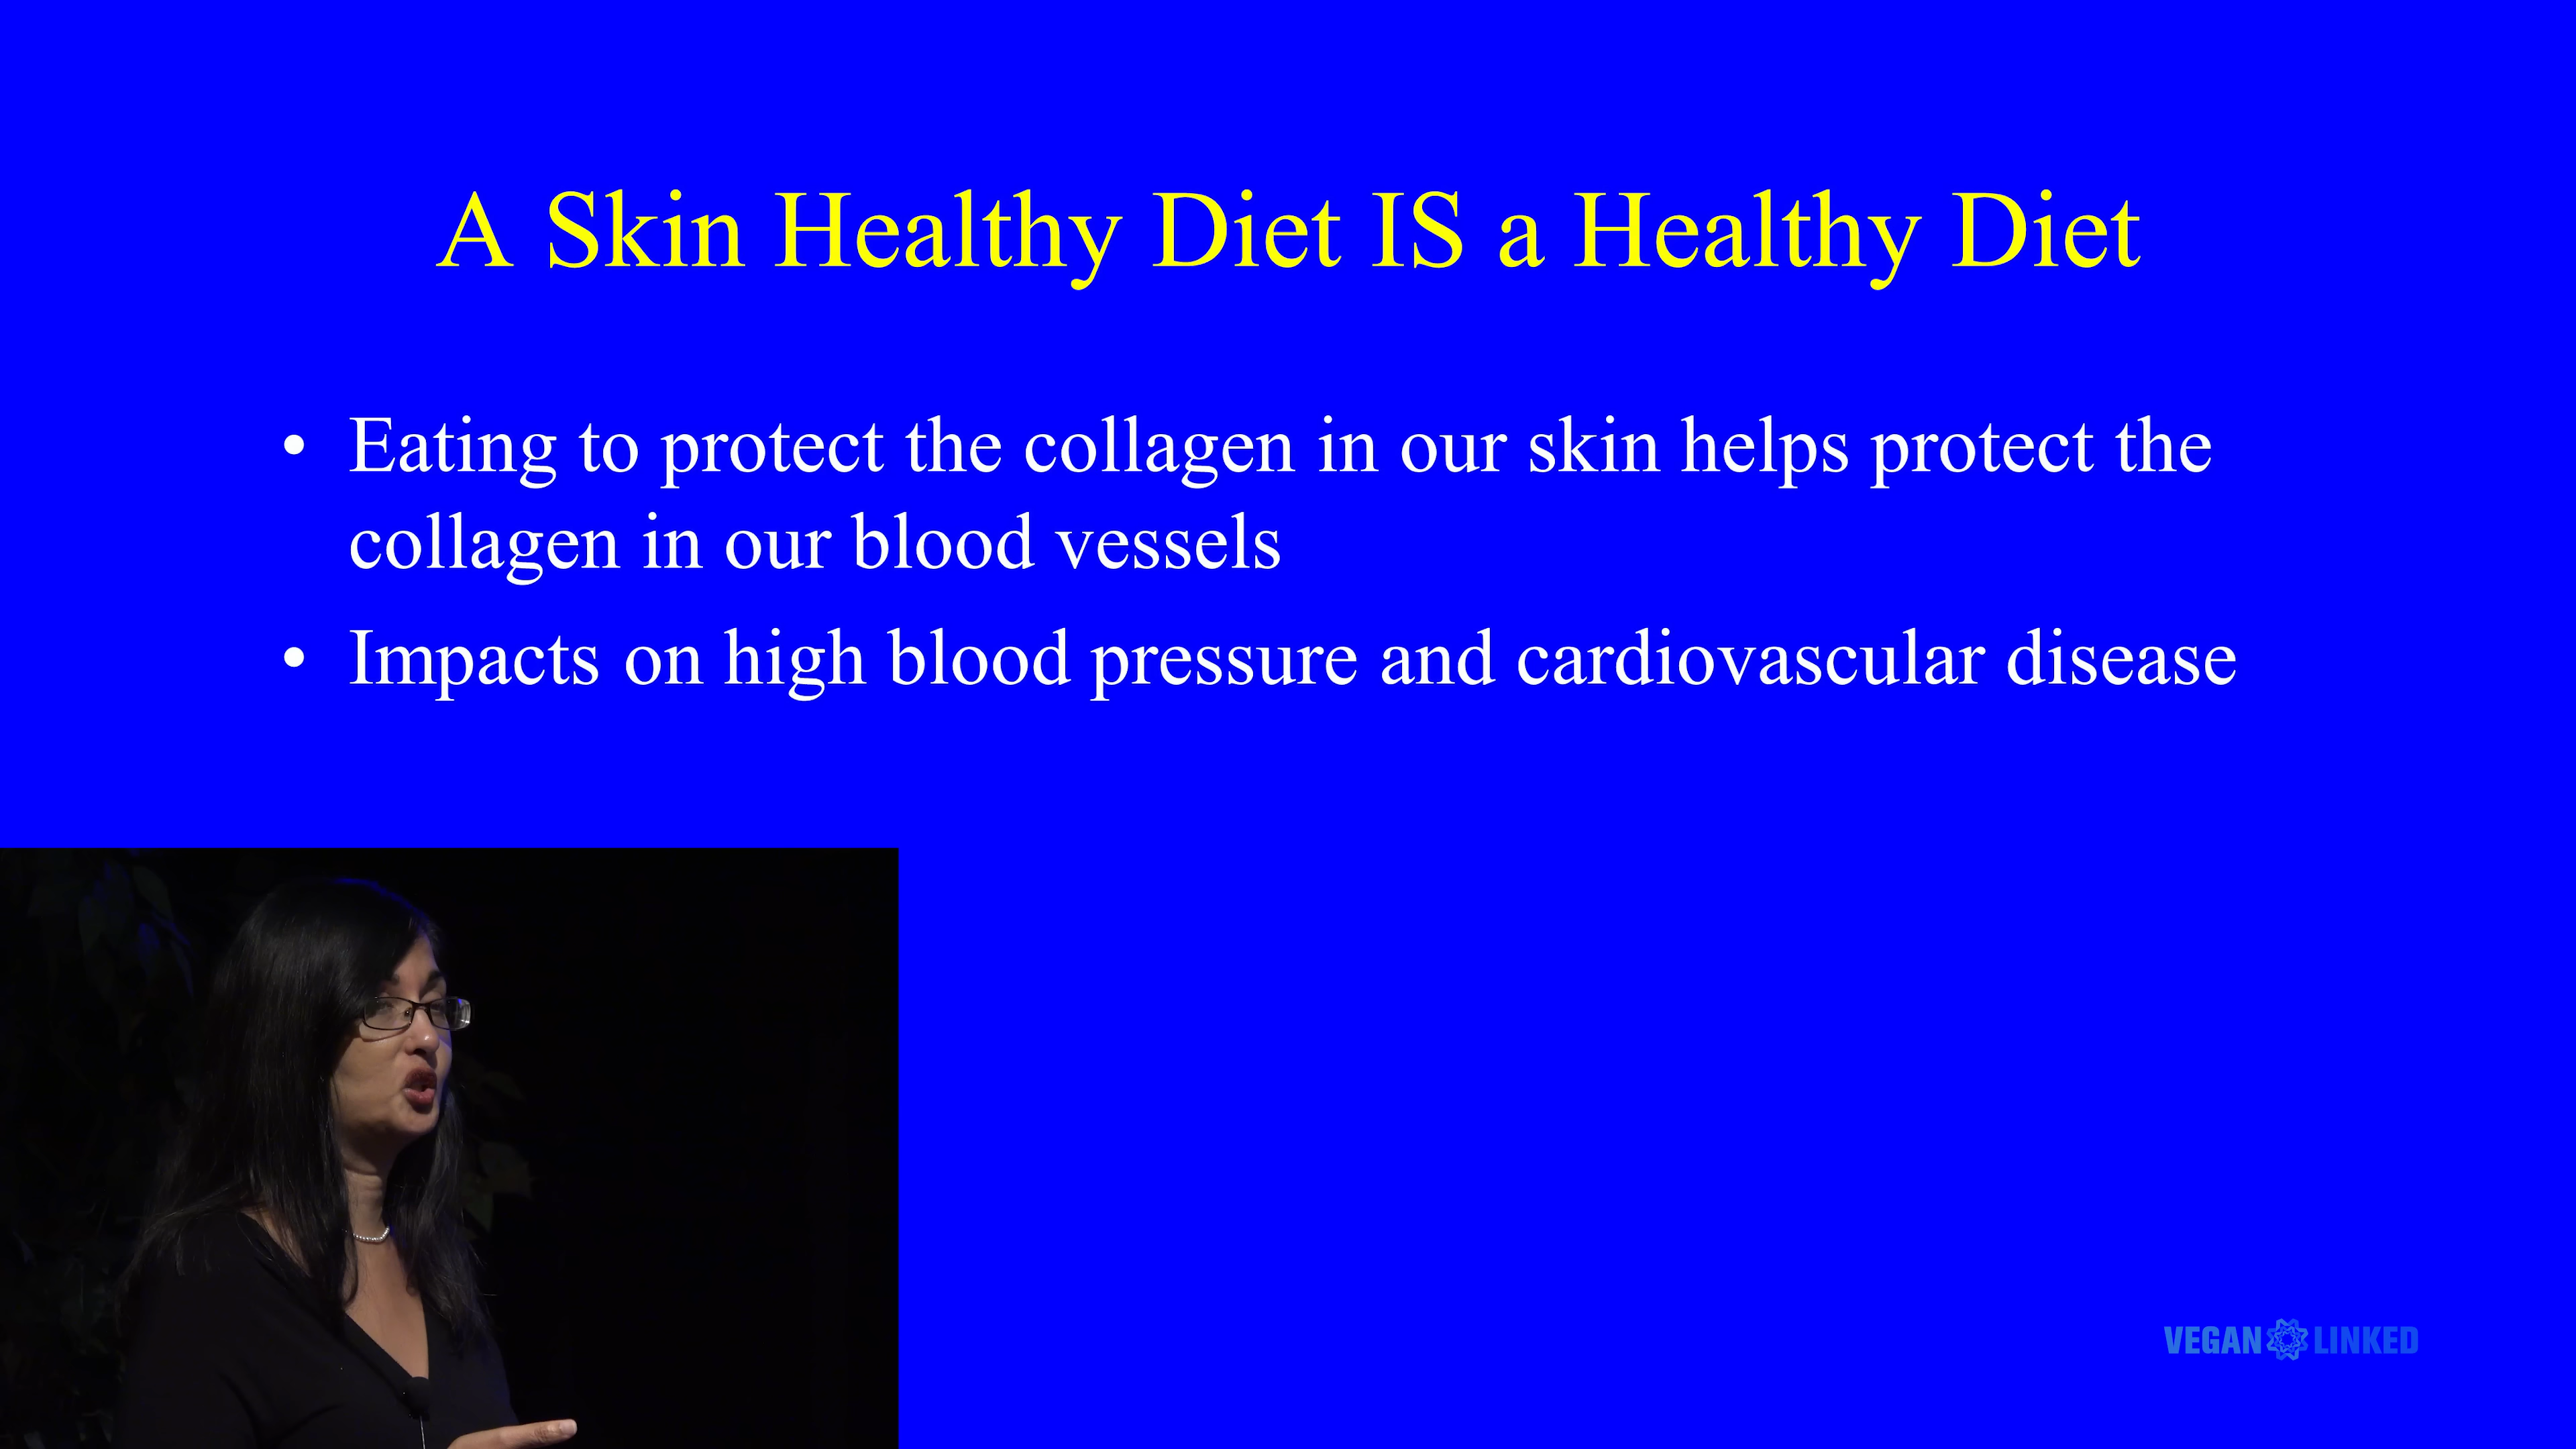 A Skin Healthy Diet IS a Healthy Diet
• Eating to protect the collagen in our skin helps protect the
collagen in our blood vessels
• Impacts on high blood pressure and cardiovascular disease
VEGAN LINKED